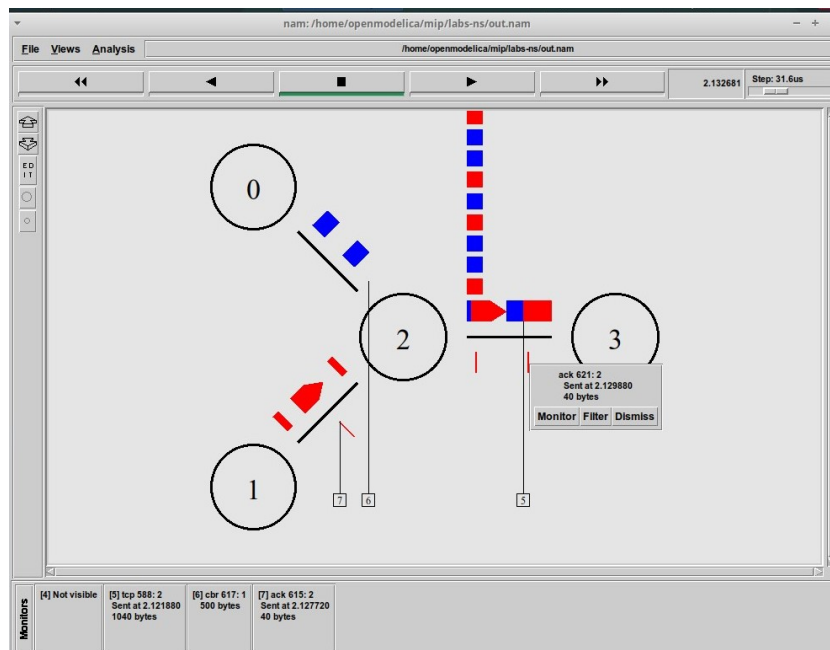 nam: /home/openmodelica/mip/labs-ns/out.nam
File Views Analysis /home/openmodelica/mip/labs-ns/out.nam
2.132681 Step: 31.6us
ED
IT
0
2
3
1
ack 621: 2
Sent at 2.129880
40 bytes
Monitor Filter Dismiss
7 6 5
Monitors
[4] Not visible
[5] tcp 588: 2
Sent at 2.121880
1040 bytes
[6] cbr 617: 1
500 bytes
[7] ack 615: 2
Sent at 2.127720
40 bytes